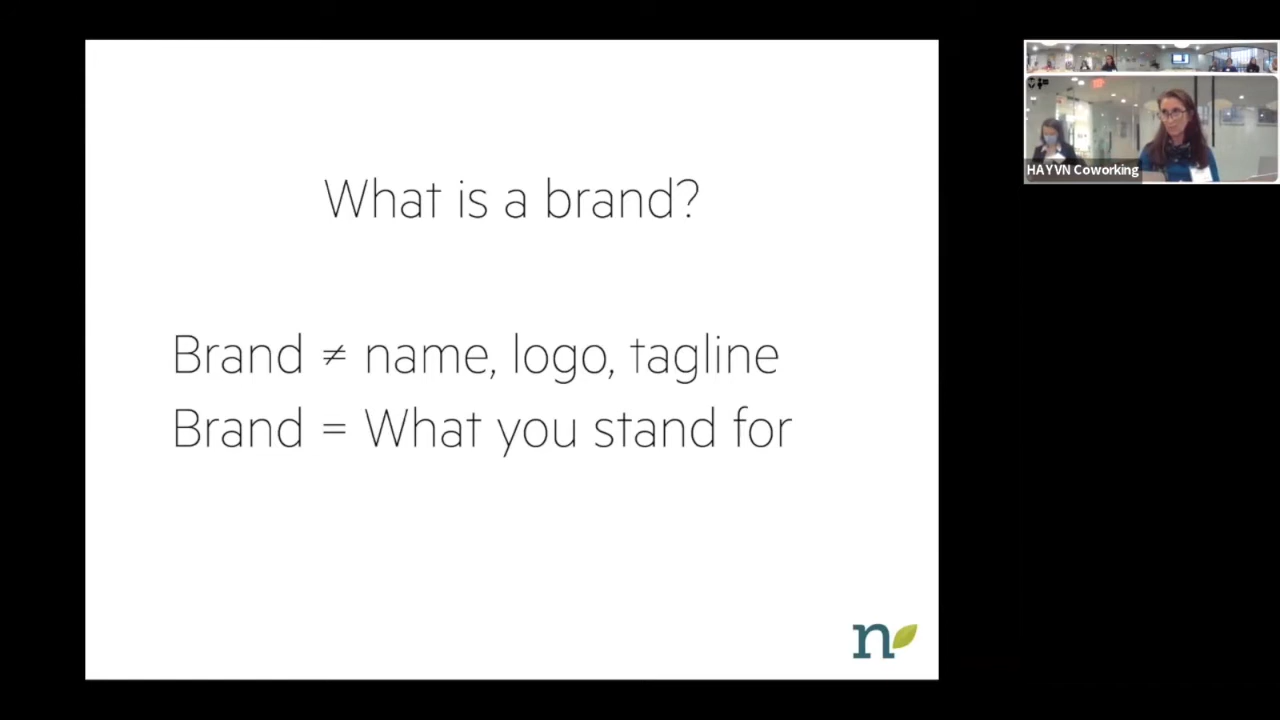 What is a brand?
Brand ≠ name, logo, tagline
Brand = What you stand for
n
HAYVN Coworking